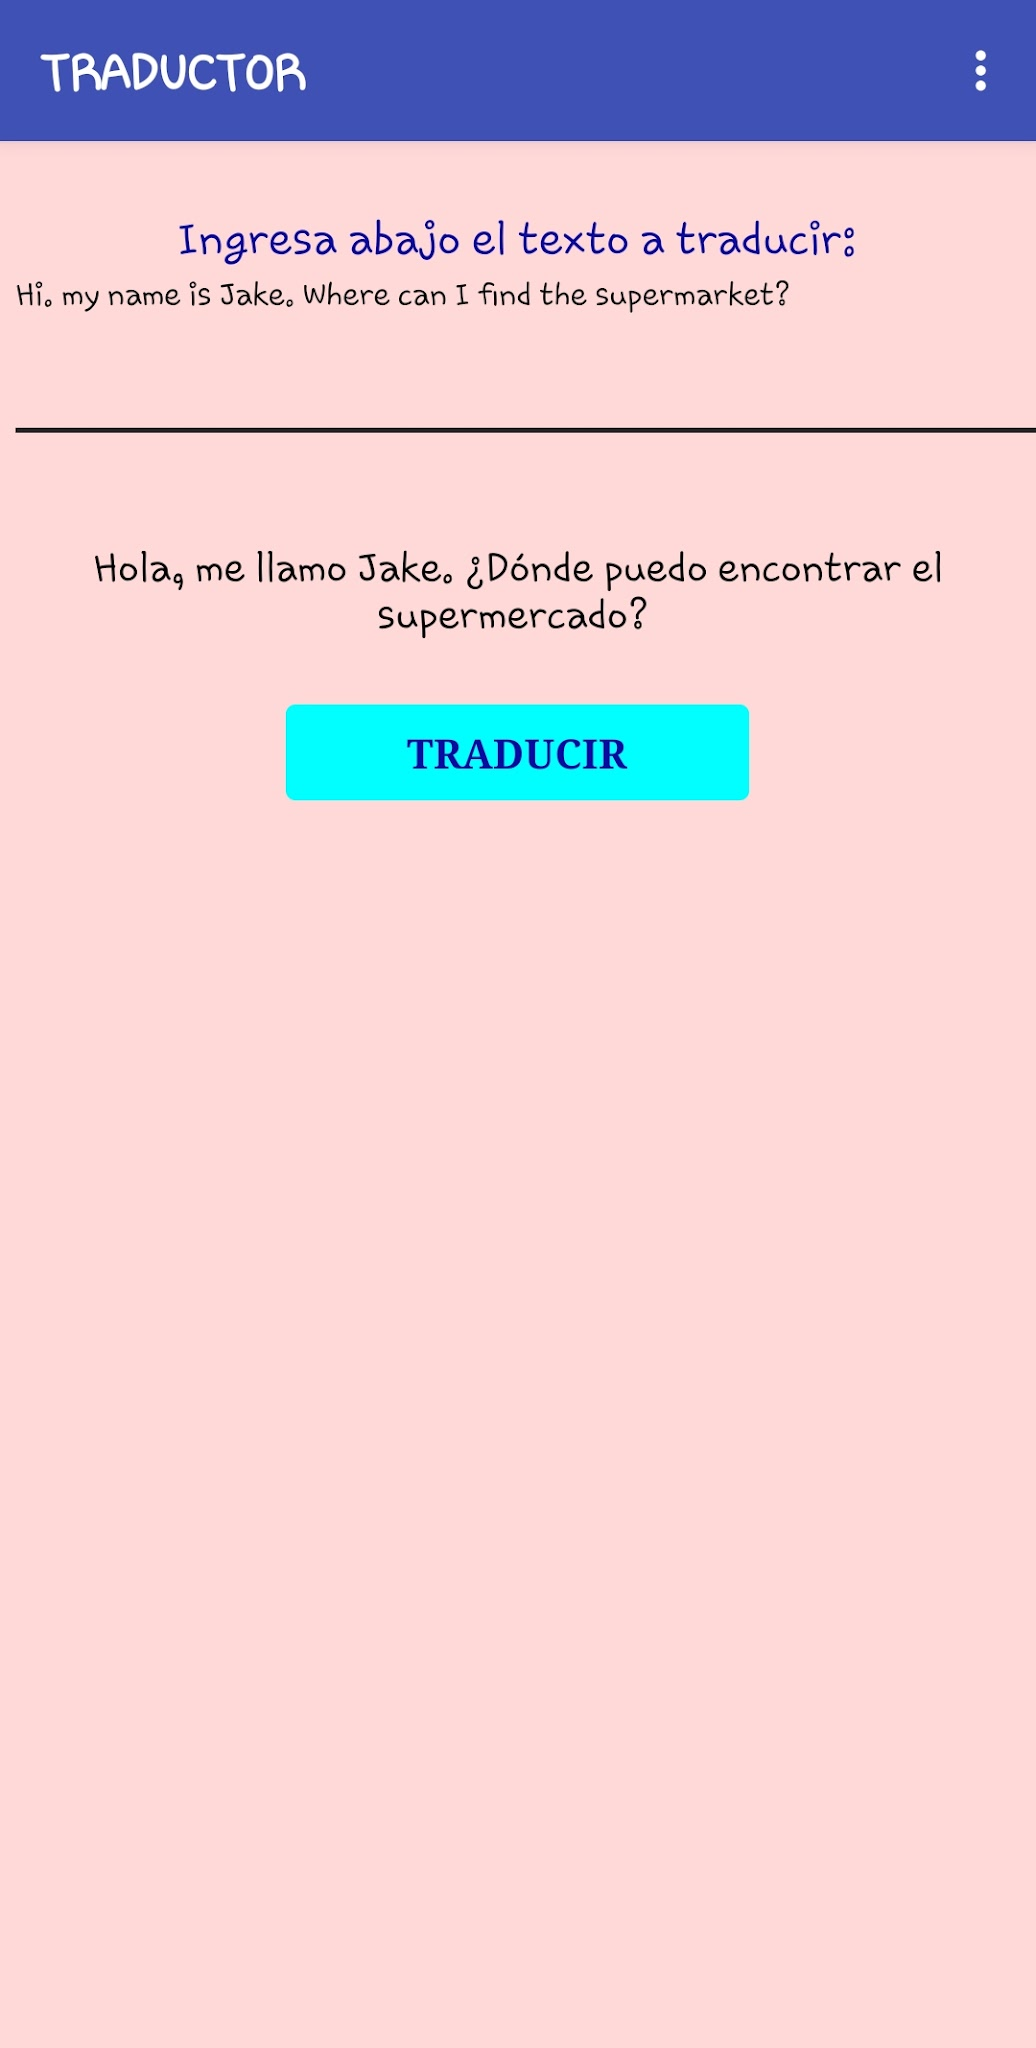 TRADUCTOR
Ingresa abajo el texto a traducir:
Hi. my name is Jake. Where can I find the supermarket?
Hola, me llamo Jake. ¿Dónde puedo encontrar el
supermercado?
TRADUCIR